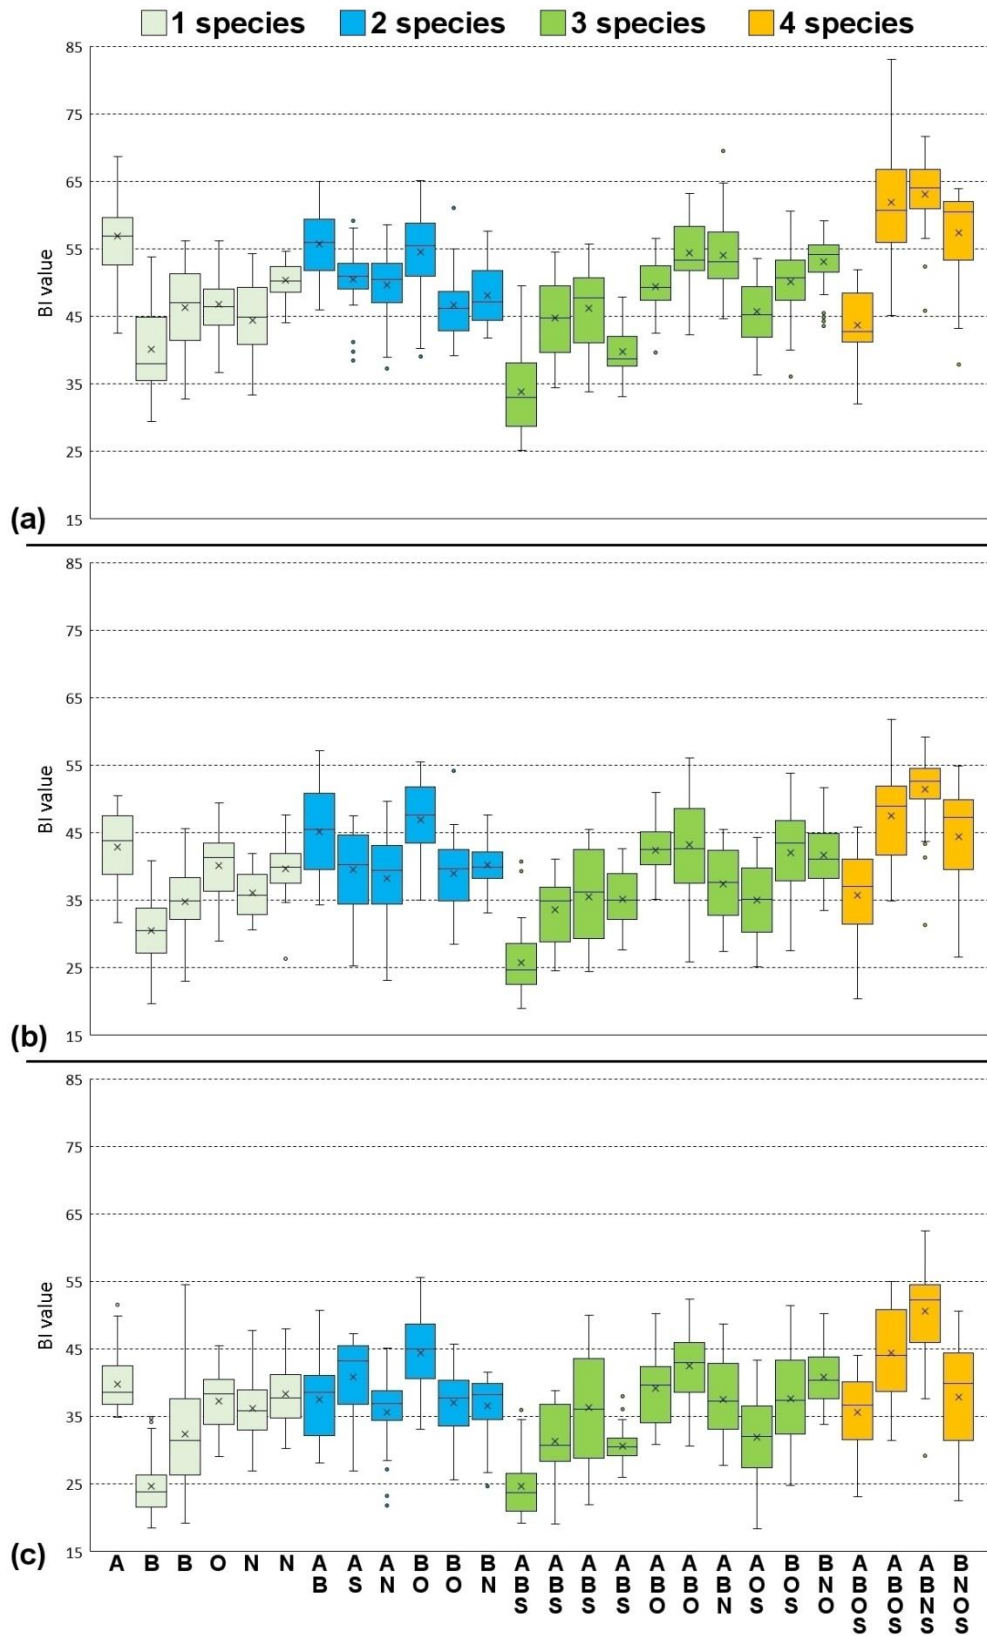 1 species 2 species 3 species 4 species
85
75
65
55
45
35
25
15
BI value
(a)
85
75
65
55
45
35
25
15
BI value
(b)
85
75
65
55
45
35
25
15
BI value
(c)
A B B O N N A A A B B B A A A A A A A A B B A A A B
B S N O O N B B B B B B B O O N B B B N
S S S S O O N S S O O O N O
S S S S